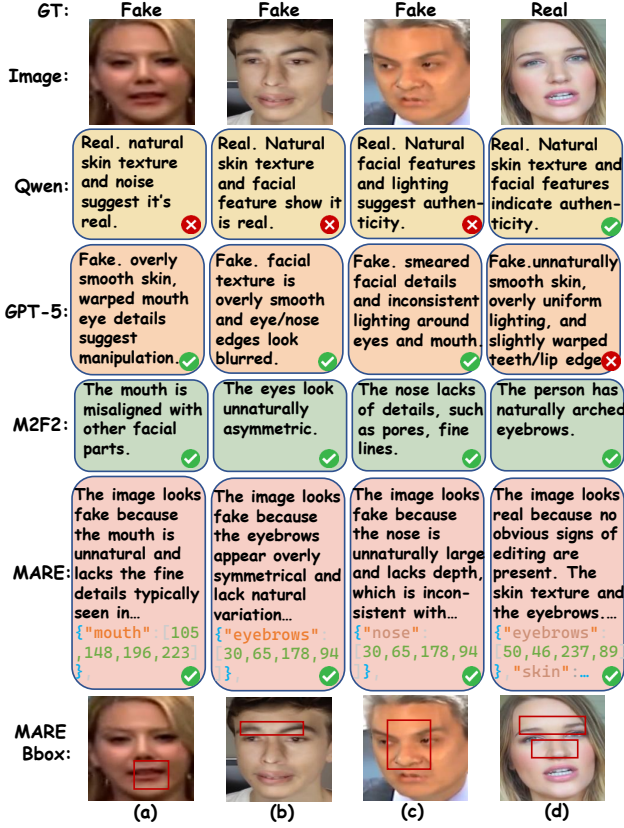 GT: Fake Fake Fake Real
Image:
Qwen:
Real. natural
skin texture
and noise
suggest it's
real.
Real. Natural
skin texture
and facial
feature show it
is real.
Real. Natural
facial features
and lighting
suggest authen-
ticity.
Real. Natural
skin texture and
facial features
indicate authen-
ticity.
GPT-5:
Fake. overly
smooth skin,
warped mouth
eye details
suggest
manipulation.
Fake. facial
texture is
overly smooth
and eye/nose
edges look
blurred.
Fake. smeared
facial details
and inconsistent
lighting around
eyes and mouth.
Fake.unnaturally
smooth skin,
overly uniform
lighting, and
slightly warped
teeth/lip edge
M2F2:
The mouth is
misaligned with
other facial
parts.
The eyes look
unnaturally
asymmetric.
The nose lacks
of details, such
as pores, fine
lines.
The person has
naturally arched
eyebrows.
MARE:
The image looks
fake because
the mouth is
unnatural and
lacks the fine
details typically
seen in...
{"mouth":[105
,148,196,223]
},
The image looks
fake because
the eyebrows
appear overly
symmetrical and
lack natural
variation...
{"eyebrows":
[30,65,178,94
]},
The image looks
fake because
the nose is
unnaturally large
and lacks depth,
which is incon-
sistent with...
{"nose":
[30,65,178,94
]},
The image looks
real because no
obvious signs of
editing are
present. The
skin texture and
the eyebrows....
{"eyebrows":
[50,46,237,89]
},"skin":…
MARE
Bbox:
(a) (b) (c) (d)